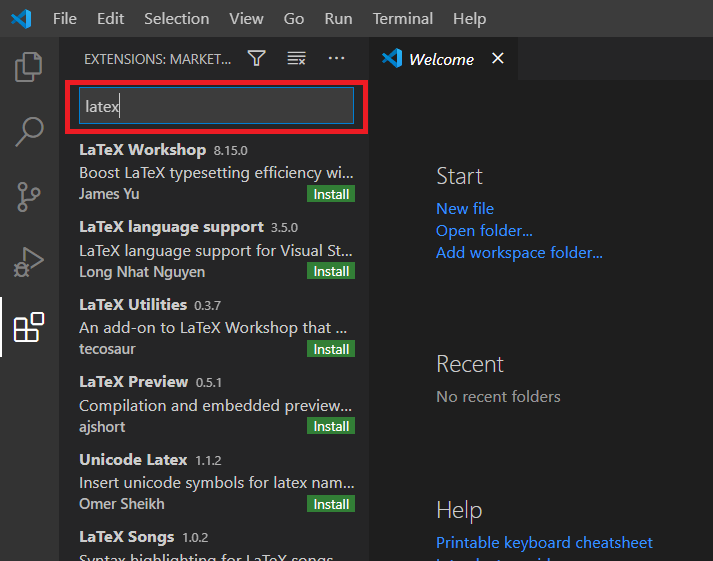 File Edit Selection View Go Run Terminal Help
EXTENSIONS: MARKET...
Welcome
latex
LaTeX Workshop 8.15.0
Boost LaTeX typesetting efficiency wi...
James Yu Install
LaTeX language support 3.5.0
LaTeX language support for Visual St...
Long Nhat Nguyen Install
LaTeX Utilities 0.3.7
An add-on to LaTeX Workshop that ...
tecosaur Install
LaTeX Preview 0.5.1
Compilation and embedded preview...
ajshort Install
Unicode Latex 1.1.2
Insert unicode symbols for latex nam...
Omer Sheikh Install
LaTeX Songs 1.0.2
Syntax highlighting for LaTeX songs
Start
New file
Open folder...
Add workspace folder...
Recent
No recent folders
Help
Printable keyboard cheatsheet